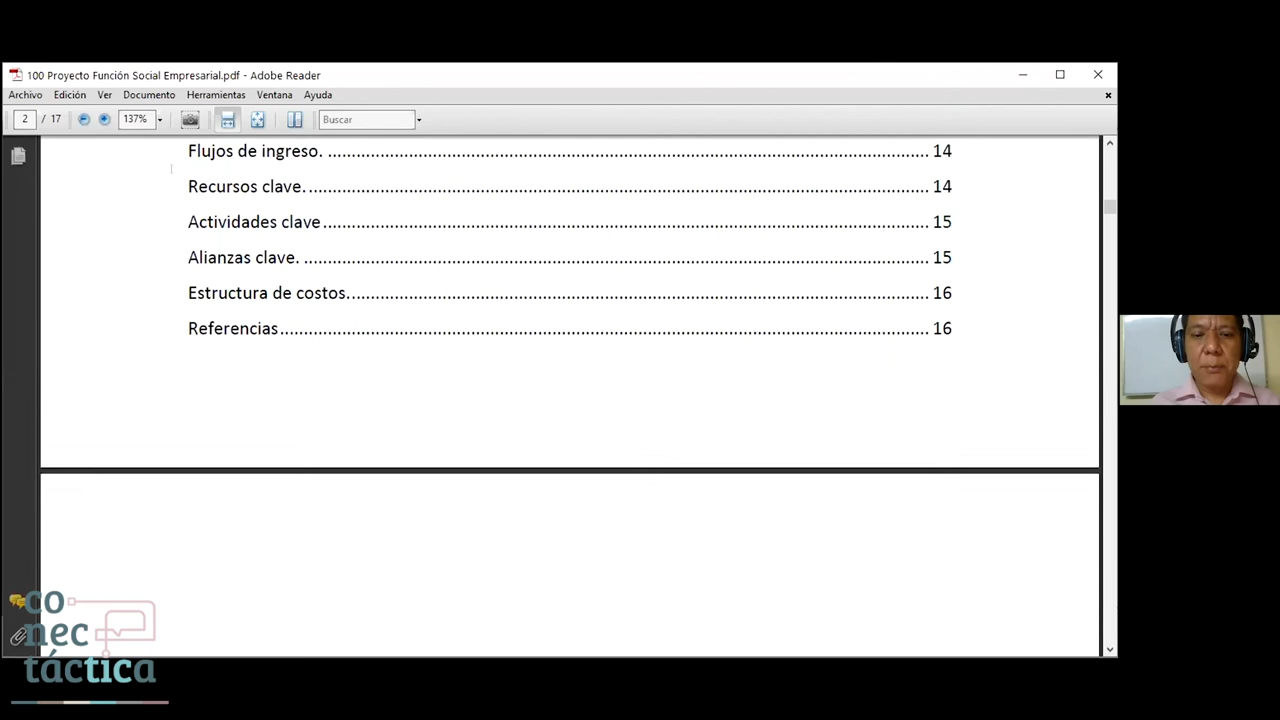 100 Proyecto Función Social Empresarial.pdf - Adobe Reader
Archivo Edición Ver Documento Herramientas Ventana Ayuda
2 / 17 137% Buscar
Flujos de ingreso. ........................................ 14
Recursos clave. ........................................ 14
Actividades clave ........................................ 15
Alianzas clave. ........................................ 15
Estructura de costos. ........................................ 16
Referencias ........................................ 16
co
nec
táctica